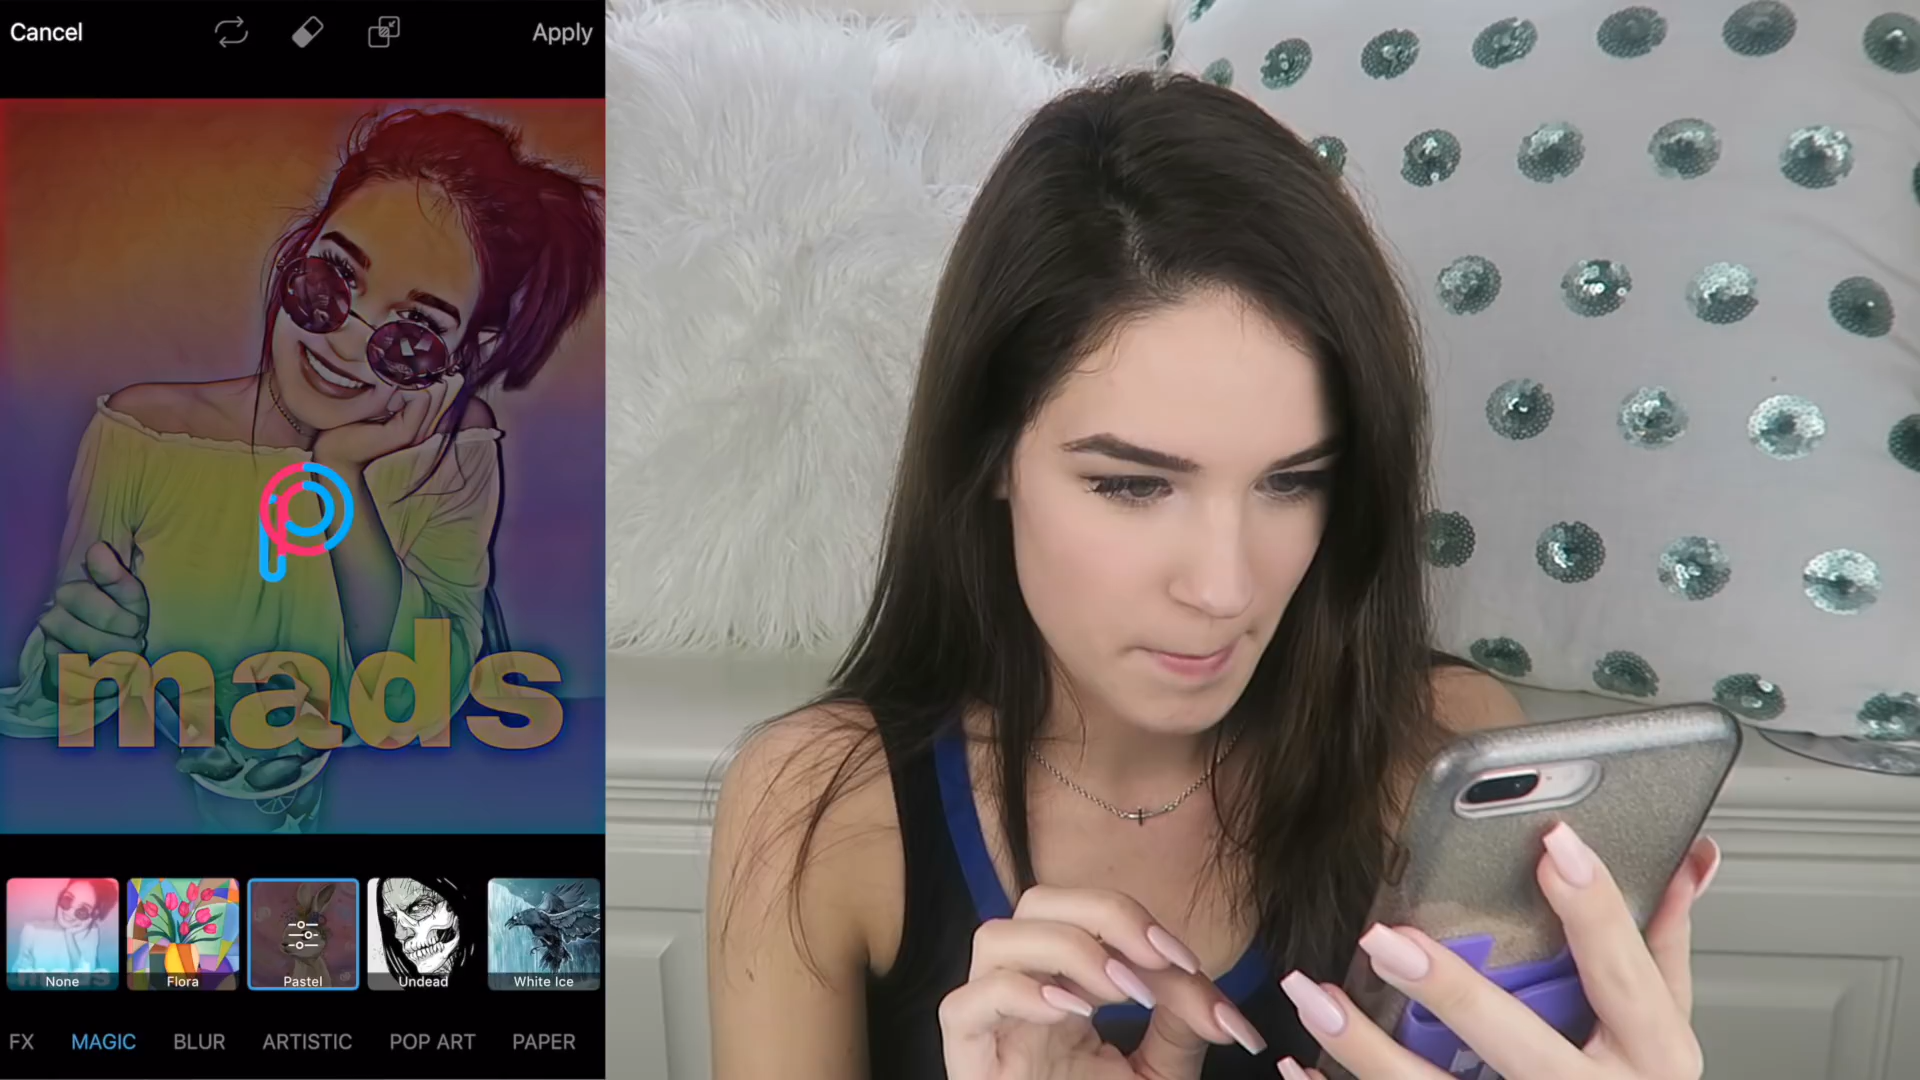 Cancel
Apply
mads
None
Flora
Pastel
Undead
White Ice
FX
MAGIC
BLUR
ARTISTIC
POP ART
PAPER